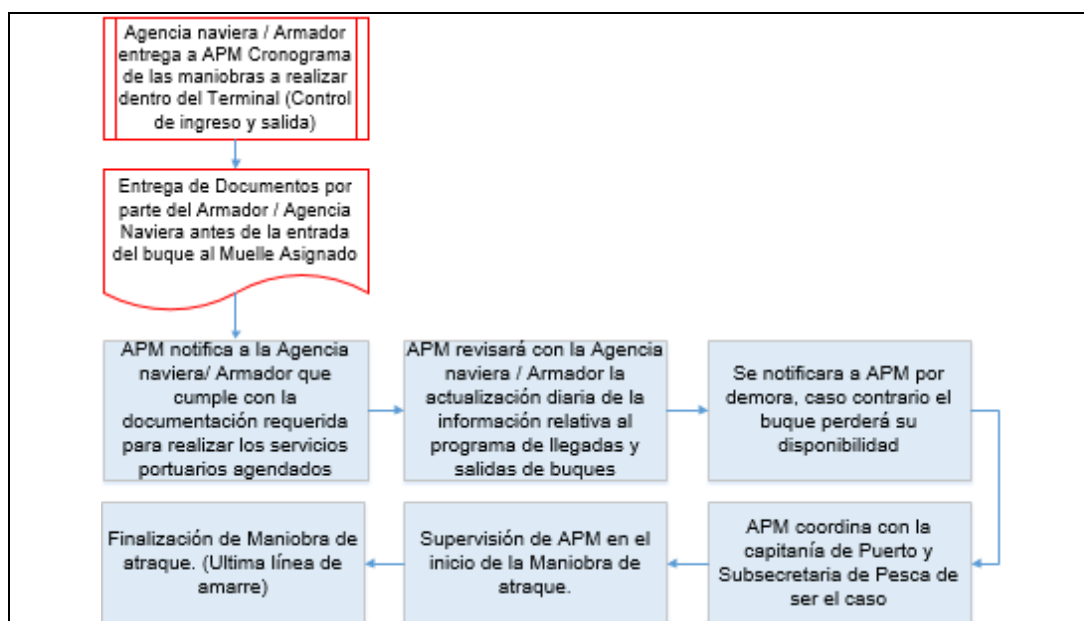 Agencia naviera / Armador
entrega a APM Cronograma
de las maniobras a realizar
dentro del Terminal (Control
de ingreso y salida)
Entrega de Documentos por
parte del Armador / Agencia
Naviera antes de la entrada
del buque al Muelle Asignado
APM notifica a la Agencia
naviera/ Armador que
cumple con la
documentación requerida
para realizar los servicios
portuarios agendados
APM revisará con la Agencia
naviera / Armador la
actualización diaria de la
información relativa al
programa de llegadas y
salidas de buques
Se notificara a APM por
demora, caso contrario el
buque perderá su
disponibilidad
APM coordina con la
capitanía de Puerto y
Subsecretaria de Pesca de
ser el caso
Supervisión de APM en el
inicio de la Maniobra de
atraque.
Finalización de Maniobra de
atraque. (Ultima línea de
amarre)